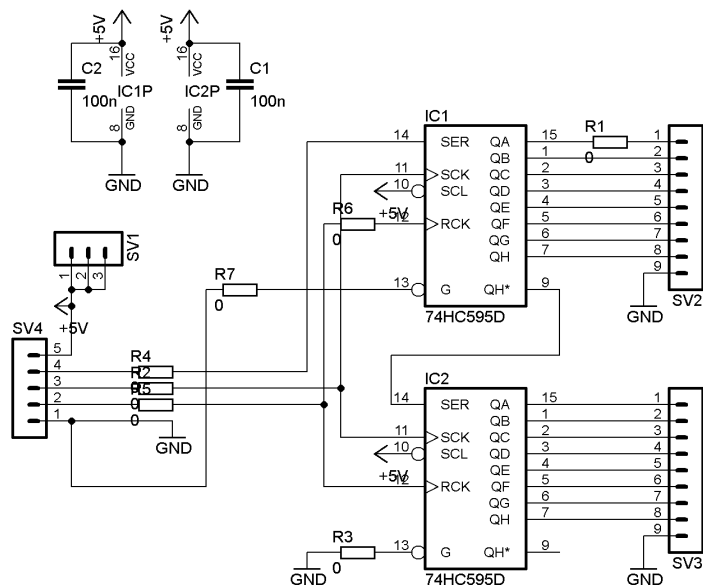 +5V
+5V
16
VCC
16
VCC
C2
IC1P
IC2P
C1
100n
100n
8
GND
8
GND
GND
GND
IC1
14 SER QA 15 R1 1
QB 1 0 2
11 SCK QC 2 3
10 SCL QD 3 4
+5V QE 4 5
R6 12 RCK QF 5 6
0 QG 6 7
QH 7 8
9
R7 13 G QH* 9
0
74HC595D
GND
SV2
SV1
1 2 3
+5V
SV4
5
4 R4
3 R2
0
2 R5
0
1 0
GND
IC2
14 SER QA 15 1
QB 1 2
11 SCK QC 2 3
10 SCL QD 3 4
+5V QE 4 5
12 RCK QF 5 6
QG 6 7
QH 7 8
9
R3 13 G QH* 9
0
GND
74HC595D
GND
SV3